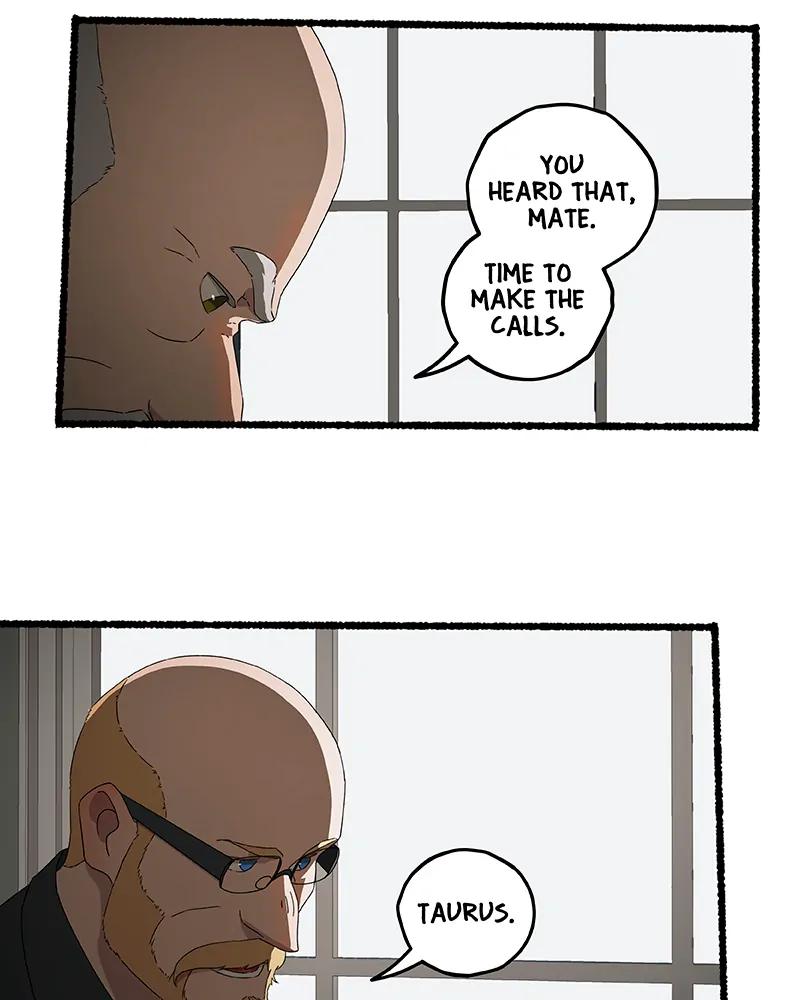 YOU
HEARD THAT,
MATE.
TIME TO
MAKE THE
CALLS.
TAURUS.